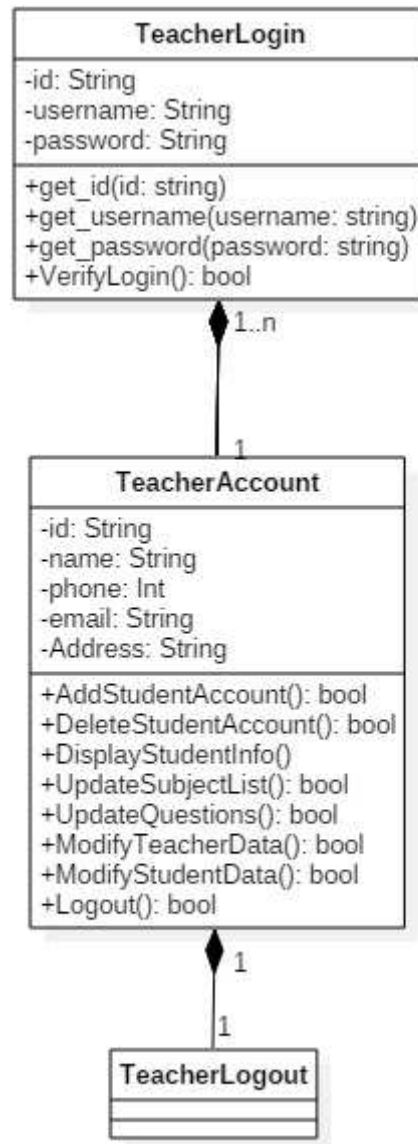 TeacherLogin
-id: String
-username: String
-password: String
+get_id(id: string)
+get_username(username: string)
+get_password(password: string)
+VerifyLogin(): bool
1..n
1
TeacherAccount
-id: String
-name: String
-phone: Int
-email: String
-Address: String
+AddStudentAccount(): bool
+DeleteStudentAccount(): bool
+DisplayStudentInfo()
+UpdateSubjectList(): bool
+UpdateQuestions(): bool
+ModifyTeacherData(): bool
+ModifyStudentData(): bool
+Logout(): bool
1
1
TeacherLogout